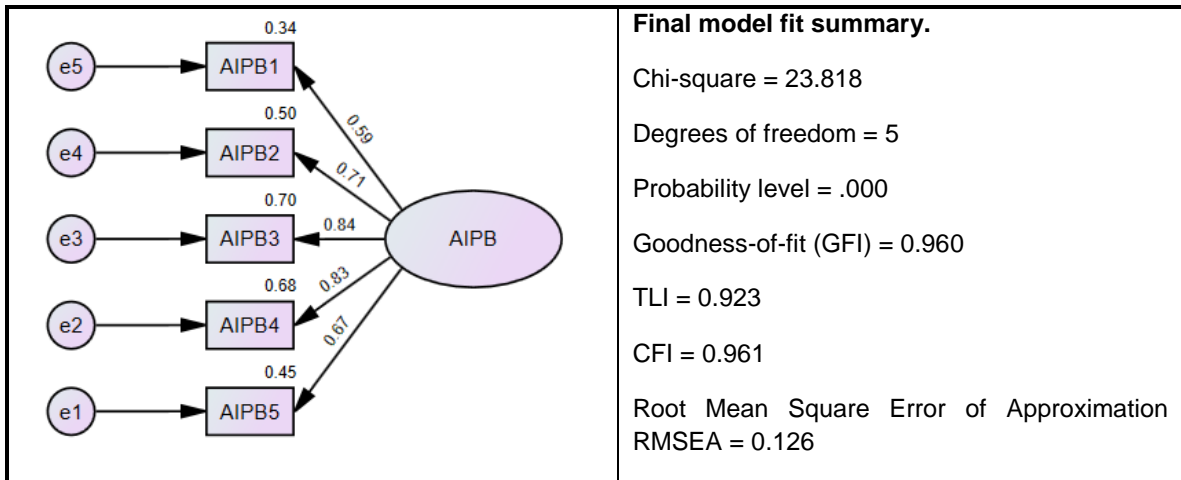 0.34
e5 AIPB1
0.59
0.50
e4 AIPB2
0.71
0.70
e3 AIPB3 0.84 AIPB
0.68
0.83
e2 AIPB4
0.67
0.45
e1 AIPB5
Final model fit summary.
Chi-square = 23.818
Degrees of freedom = 5
Probability level = .000
Goodness-of-fit (GFI) = 0.960
TLI = 0.923
CFI = 0.961
Root Mean Square Error of Approximation
RMSEA = 0.126